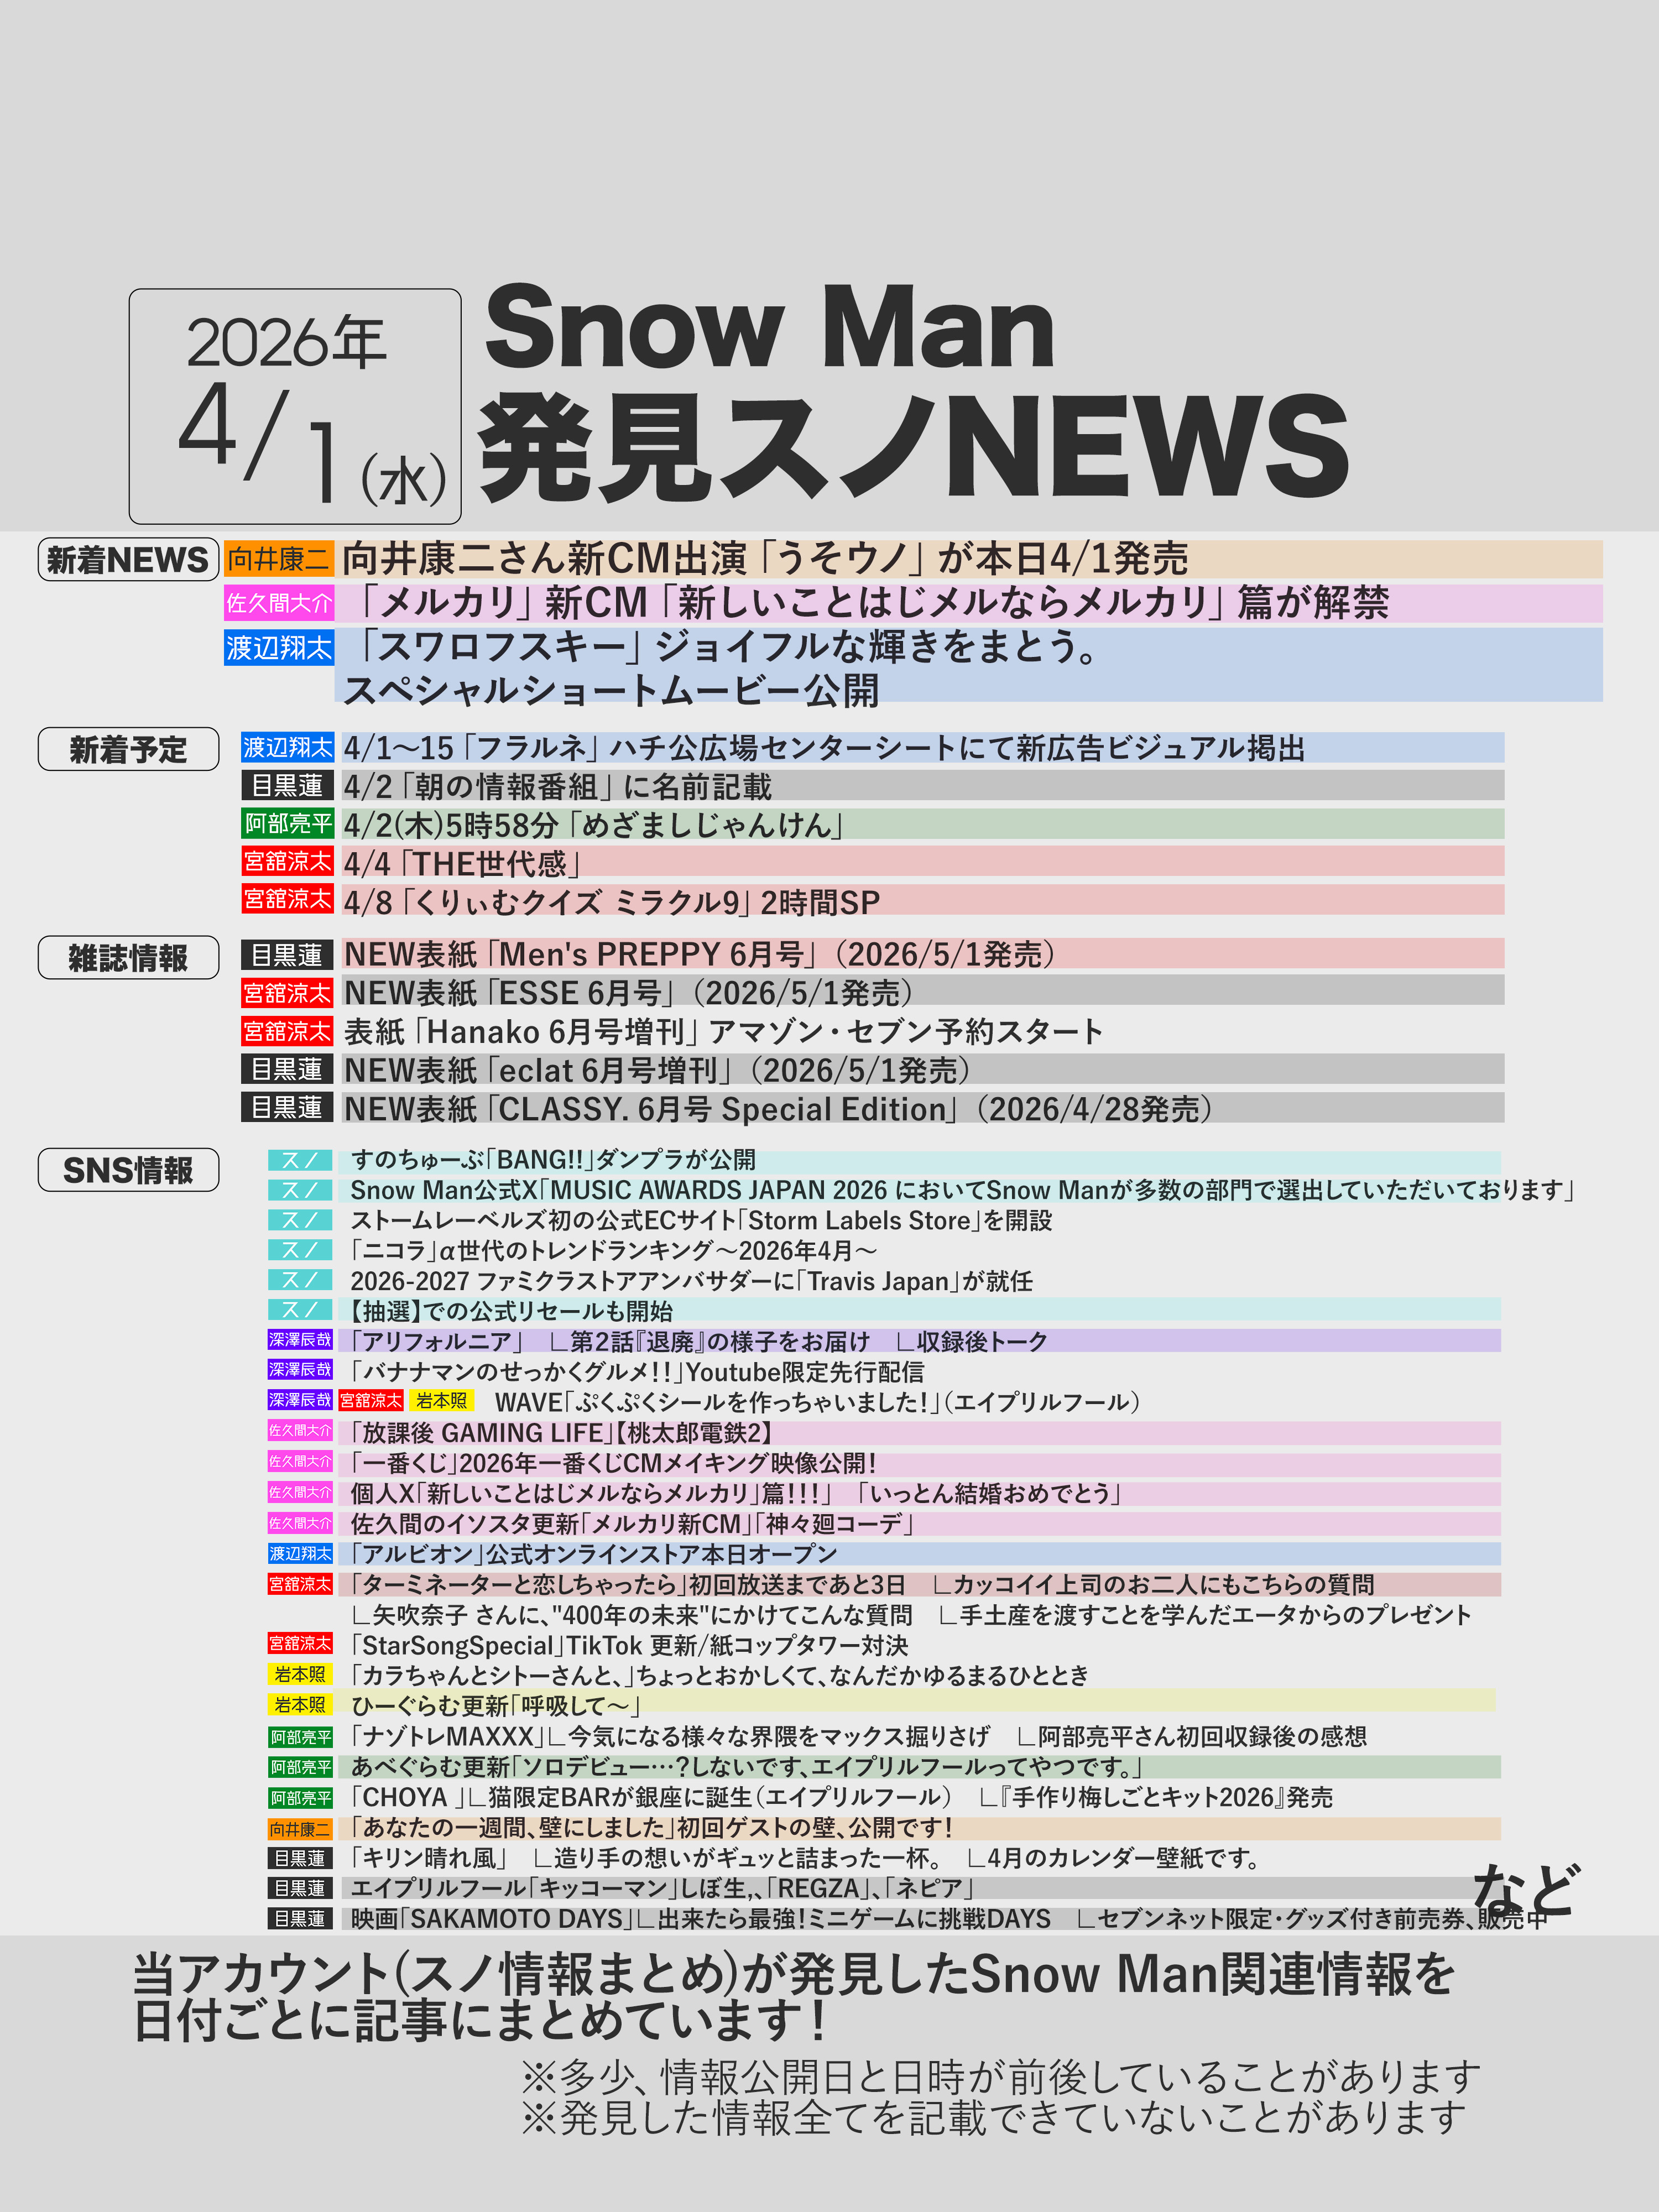 2026年
4/1(水)
Snow Man
発見スノNEWS
新着NEWS
向井康二 向井康二さん新CM出演「うそウノ」が本日4/1発売
佐久間大介 「メルカリ」新CM「新しいことはじメルならメルカリ」篇が解禁
渡辺翔太 「スワロフスキー」ジョイフルな輝きをまとう。
スペシャルショートムービー公開
新着予定
渡辺翔太 4/1〜15「フラルネ」ハチ公広場センターシートにて新広告ビジュアル掲出
目黒蓮 4/2「朝の情報番組」に名前記載
阿部亮平 4/2(木)5時58分「めざましじゃんけん」
宮舘涼太 4/4「THE世代感」
宮舘涼太 4/8「くりぃむクイズ ミラクル9」2時間SP
雑誌情報
目黒蓮 NEW表紙「Men's PREPPY 6月号」（2026/5/1発売）
宮舘涼太 NEW表紙「ESSE 6月号」（2026/5/1発売）
宮舘涼太 表紙「Hanako 6月号増刊」アマゾン・セブン予約スタート
目黒蓮 NEW表紙「eclat 6月号増刊」（2026/5/1発売）
目黒蓮 NEW表紙「CLASSY. 6月号 Special Edition」（2026/4/28発売）
SNS情報
スノ すのちゅーぶ「BANG!!」ダンプラが公開
スノ Snow Man公式X「MUSIC AWARDS JAPAN 2026 においてSnow Manが多数の部門で選出していただいております」
スノ ストームレーベルズ初の公式ECサイト「Storm Labels Store」を開設
スノ 「ニコラ」α世代のトレンドランキング〜2026年4月〜
スノ 2026-2027 ファミクラストアアンバサダーに「Travis Japan」が就任
スノ 【抽選】での公式リセールも開始
深澤辰哉 「アリフォルニア」 ∟第2話『退廃』の様子をお届け ∟収録後トーク
深澤辰哉 「バナナマンのせっかくグルメ!!」Youtube限定先行配信
深澤辰哉 宮舘涼太 岩本照 WAVE「ぷくぷくシールを作っちゃいました!」（エイプリルフール）
佐久間大介 「放課後 GAMING LIFE」【桃太郎電鉄2】
佐久間大介 「一番くじ」2026年一番くじCMメイキング映像公開!
佐久間大介 個人X「新しいことはじメルならメルカリ」篇!!!」 「いっとん結婚おめでとう」
佐久間大介 佐久間のイソスタ更新「メルカリ新CM」「神々廻コーデ」
渡辺翔太 「アルビオン」公式オンラインストア本日オープン
宮舘涼太 「ターミネーターと恋しちゃったら」初回放送まであと3日 ∟カッコイイ上司のお二人にもこちらの質問
∟矢吹奈子 さんに、"400年の未来"にかけてこんな質問 ∟手土産を渡すことを学んだエータからのプレゼント
宮舘涼太 「StarSongSpecial」TikTok 更新/紙コップタワー対決
岩本照 「カラちゃんとシトーさんと、」ちょっとおかしくて、なんだかゆるまるひととき
岩本照 ひーぐらむ更新「呼吸して〜」
阿部亮平 「ナゾトレMAXXX」∟今気になる様々な界隈をマックス掘りさげ ∟阿部亮平さん初回収録後の感想
阿部亮平 あべぐらむ更新「ソロデビュー…?しないです、エイプリルフールってやつです。」
阿部亮平 「CHOYA 」∟猫限定BARが銀座に誕生（エイプリルフール） ∟『手作り梅しごとキット2026』発売
向井康二 「あなたの一週間、壁にしました」初回ゲストの壁、公開です!
目黒蓮 「キリン晴れ風」 ∟造り手の想いがギュッと詰まった一杯。 ∟4月のカレンダー壁紙です。
目黒蓮 エイプリルフール「キッコーマン」しぼ生,、「REGZA」、「ネピア」
目黒蓮 映画「SAKAMOTO DAYS」∟出来たら最強!ミニゲームに挑戦DAYS ∟セブンネット限定・グッズ付き前売券、販売中
など
当アカウント(スノ情報まとめ)が発見したSnow Man関連情報を
日付ごとに記事にまとめています!
※多少、情報公開日と日時が前後していることがあります
※発見した情報全てを記載できていないことがあります